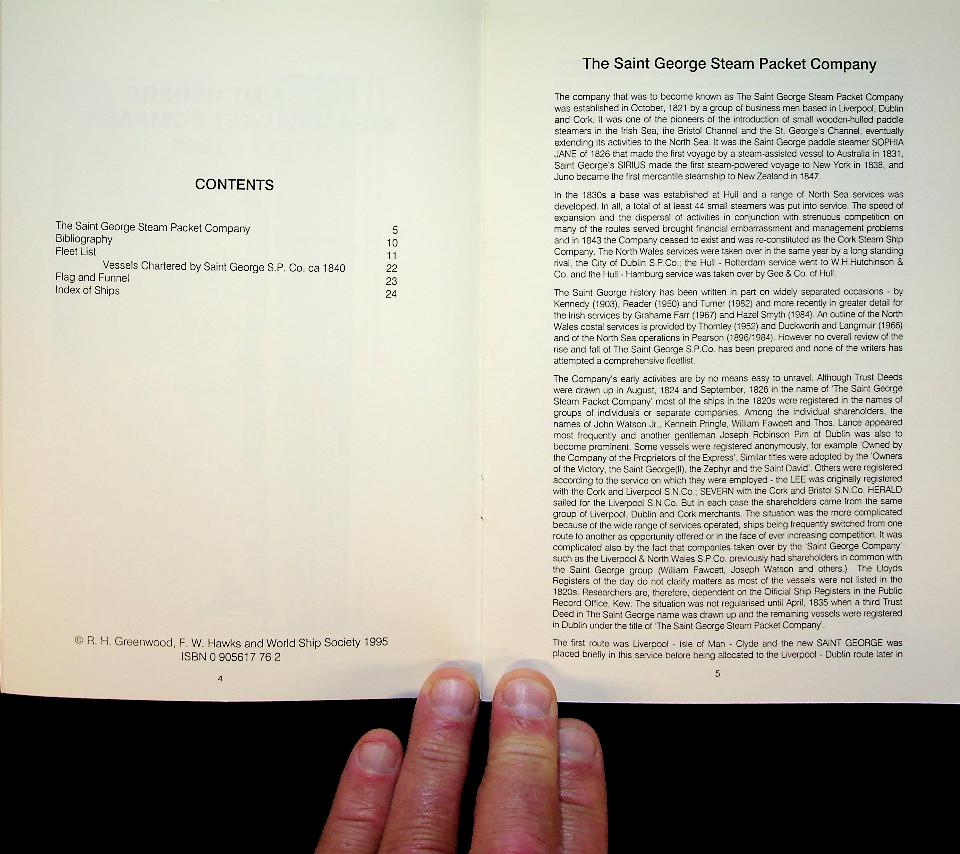 CONTENTS
The Saint George Steam Packet Company 5
Bibliography 10
Fleet List 11
Vessels Chartered by Saint George S.P. Co. ca 1840 22
Flag and Funnel 23
Index of Ships 24
© R. H. Greenwood, F. W. Hawks and World Ship Society 1995
ISBN 0 905617 76 2
4
The Saint George Steam Packet Company
The company that was to become known as The Saint George Steam Packet Company
was established in October, 1821 by a group of business men based in Liverpool, Dublin
and Cork. It was one of the pioneers of the introduction of small wooden-hulled paddle
steamers in the Irish Sea, the Bristol Channel and the St. George's Channel, eventually
extending its activities to the North Sea. It was the Saint George paddle steamer SOPHIA
JANE of 1826 that made the first voyage by a steam-assisted vessel to Australia in 1831,
Saint George's SIRIUS made the first steam-powered voyage to New York in 1838, and
Juno became the first mercantile steamship to New Zealand in 1847.
In the 1830s a base was established at Hull and a range of North Sea services was
developed. In all, a total of at least 44 small steamers was put into service. The speed of
expansion and the dispersal of activities in conjunction with strenuous competition on
many of the routes served brought financial embarrassment and management problems
and in 1843 the Company ceased to exist and was re-constituted as the Cork Steam Ship
Company. The North Wales services were taken over in the same year by a long standing
rival, the City of Dublin S.P.Co.; the Hull - Rotterdam service went to W.H.Hutchinson &
Co. and the Hull - Hamburg service was taken over by Gee & Co. of Hull.
The Saint George history has been written in part on widely separated occasions - by
Kennedy (1903), Reader (1950) and Turner (1952) and more recently in greater detail for
the Irish services by Grahame Farr (1967) and Hazel Smyth (1984). An outline of the North
Wales costal services is provided by Thornley (1952) and Duckworth and Langmuir (1966)
and of the North Sea operations in Pearson (1896/1984). However no overall review of the
rise and fall of The Saint George S.P.Co. has been prepared and none of the writers has
attempted a comprehensive fleetlist.
The Company's early activities are by no means easy to unravel. Although Trust Deeds
were drawn up in August, 1824 and September, 1826 in the name of 'The Saint George
Steam Packet Company' most of the ships in the 1820s were registered in the names of
groups of individuals or separate companies. Among the individual shareholders, the
names of John Watson Jr., Kenneth Pringle, William Fawcett and Thos. Lance appeared
most frequently and another gentleman Joseph Robinson Pim of Dublin was also to
become prominent. Some vessels were registered anonymously, for example 'Owned by
the Company of the Proprietors of the Express'. Similar titles were adopted by the 'Owners
of the Victory, the Saint George(II), the Zephyr and the Saint David'. Others were registered
according to the service on which they were employed - the LEE was originally registered
with the Cork and Liverpool S.N.Co.; SEVERN with the Cork and Bristol S.N.Co. HERALD
sailed for the Liverpool S.N.Co. But in each case the shareholders came from the same
group of Liverpool, Dublin and Cork merchants. The situation was the more complicated
because of the wide range of services operated, ships being frequently switched from one
route to another as opportunity offered or in the face of ever increasing competition. It was
complicated also by the fact that companies taken over by the 'Saint George Company'
such as the Liverpool & North Wales S.P.Co. previously had shareholders in common with
the Saint George group (William Fawcett, Joseph Watson and others.) The Lloyds
Registers of the day do not clarify matters as most of the vessels were not listed in the
1820s. Researchers are, therefore, dependent on the Official Ship Registers in the Public
Record Office, Kew. The situation was not regularised until April, 1835 when a third Trust
Deed in The Saint George name was drawn up and the remaining vessels were registered
in Dublin under the title of 'The Saint George Steam Packet Company'.
The first route was Liverpool - Isle of Man - Clyde and the new SAINT GEORGE was
placed briefly in this service before being allocated to the Liverpool - Dublin route later in
5